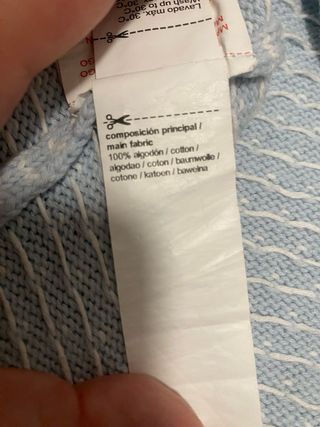 Lavado máx. 30°C
Wash up to 30°C
composición principal /
main fabric
100% algodón / cotton /
algodao / coton / baumwolle /
cotone / katoen / bawełna